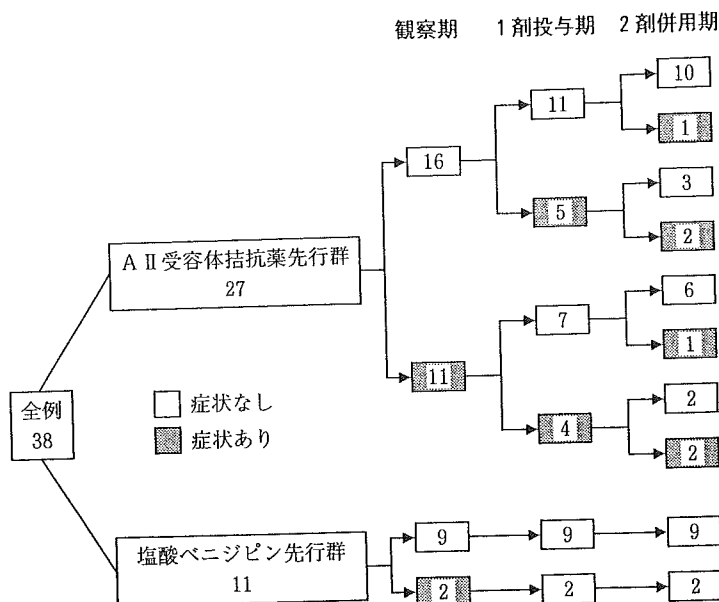 観察期 1剤投与期 2剤併用期
10
11
1
16
3
5
2
AⅡ受容体拮抗薬先行群
27
6
7
1
11
2
4
2
全例
38
症状なし
症状あり
塩酸ベニジピン先行群
11
9 9 9
2 2 2